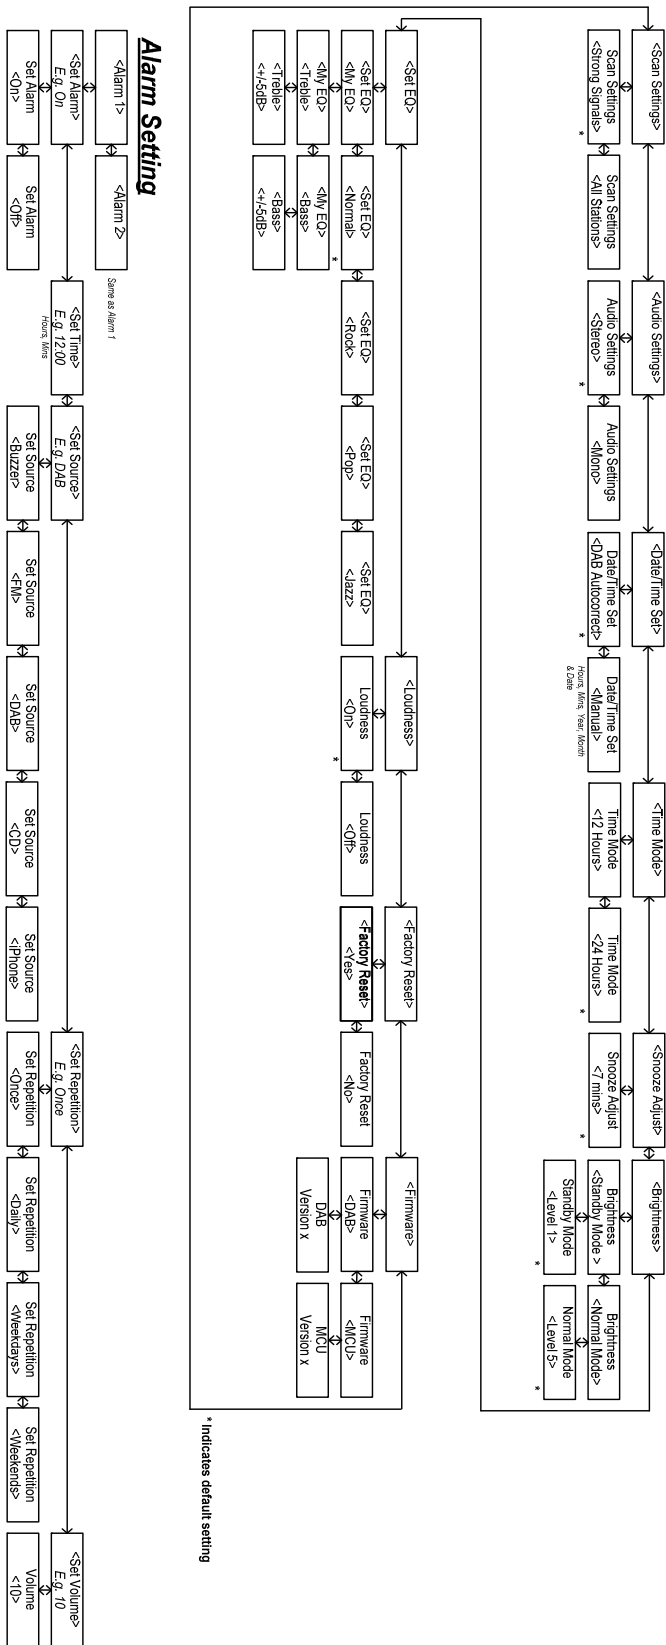 <Scan Settings>
<Audio Settings>
<Date/Time Set>
<Time Mode>
<Snooze Adjust>
<Brightness>
Scan Settings
<Strong Signals>
*
Scan Settings
<All Stations>
Audio Settings
<Stereo>
*
Audio Settings
<Mono>
Date/Time Set
<DAB Autocorrect>
*
Date/Time Set
<Manual>
Hours, Mins, Year, Month
& Date
Time Mode
<12 Hours>
Time Mode
<24 Hours>
*
Snooze Adjust
<7 mins>
*
Brightness
<Standby Mode >
Brightness
<Normal Mode>
Standby Mode
<Level 1>
*
Normal Mode
<Level 5>
*
<Set EQ>
<Loudness>
<Factory Reset>
<Firmware>
<Set EQ>
<My EQ>
<Set EQ>
<Normal>
*
<Set EQ>
<Rock>
<Set EQ>
<Pop>
<Set EQ>
<Jazz>
Loudness
<On>
*
Loudness
<Off>
<Factory Reset>
<Yes>
Factory Reset
<No>
Firmware
<DAB>
Firmware
<MCU>
<My EQ>
<Treble>
<My EQ>
<Bass>
DAB
Version x
MCU
Version x
<Treble>
<+/-5dB>
<Bass>
<+/-5dB>
* Indicates default setting
Alarm Setting
<Alarm 1>
<Alarm 2>
Same as Alarm 1
<Set Alarm>
E.g. On
<Set Time>
E.g. 12:00
Hours, Mins
<Set Source>
E.g. DAB
<Set Repetition>
E.g. Once
<Set Volume>
E.g. 10
Set Alarm
<On>
Set Alarm
<Off>
Set Source
<Buzzer>
Set Source
<FM>
Set Source
<DAB>
Set Source
<CD>
Set Source
<iPhone>
Set Repetition
<Once>
Set Repetition
<Daily>
Set Repetition
<Weekdays>
Set Repetition
<Weekends>
Volume
<10>